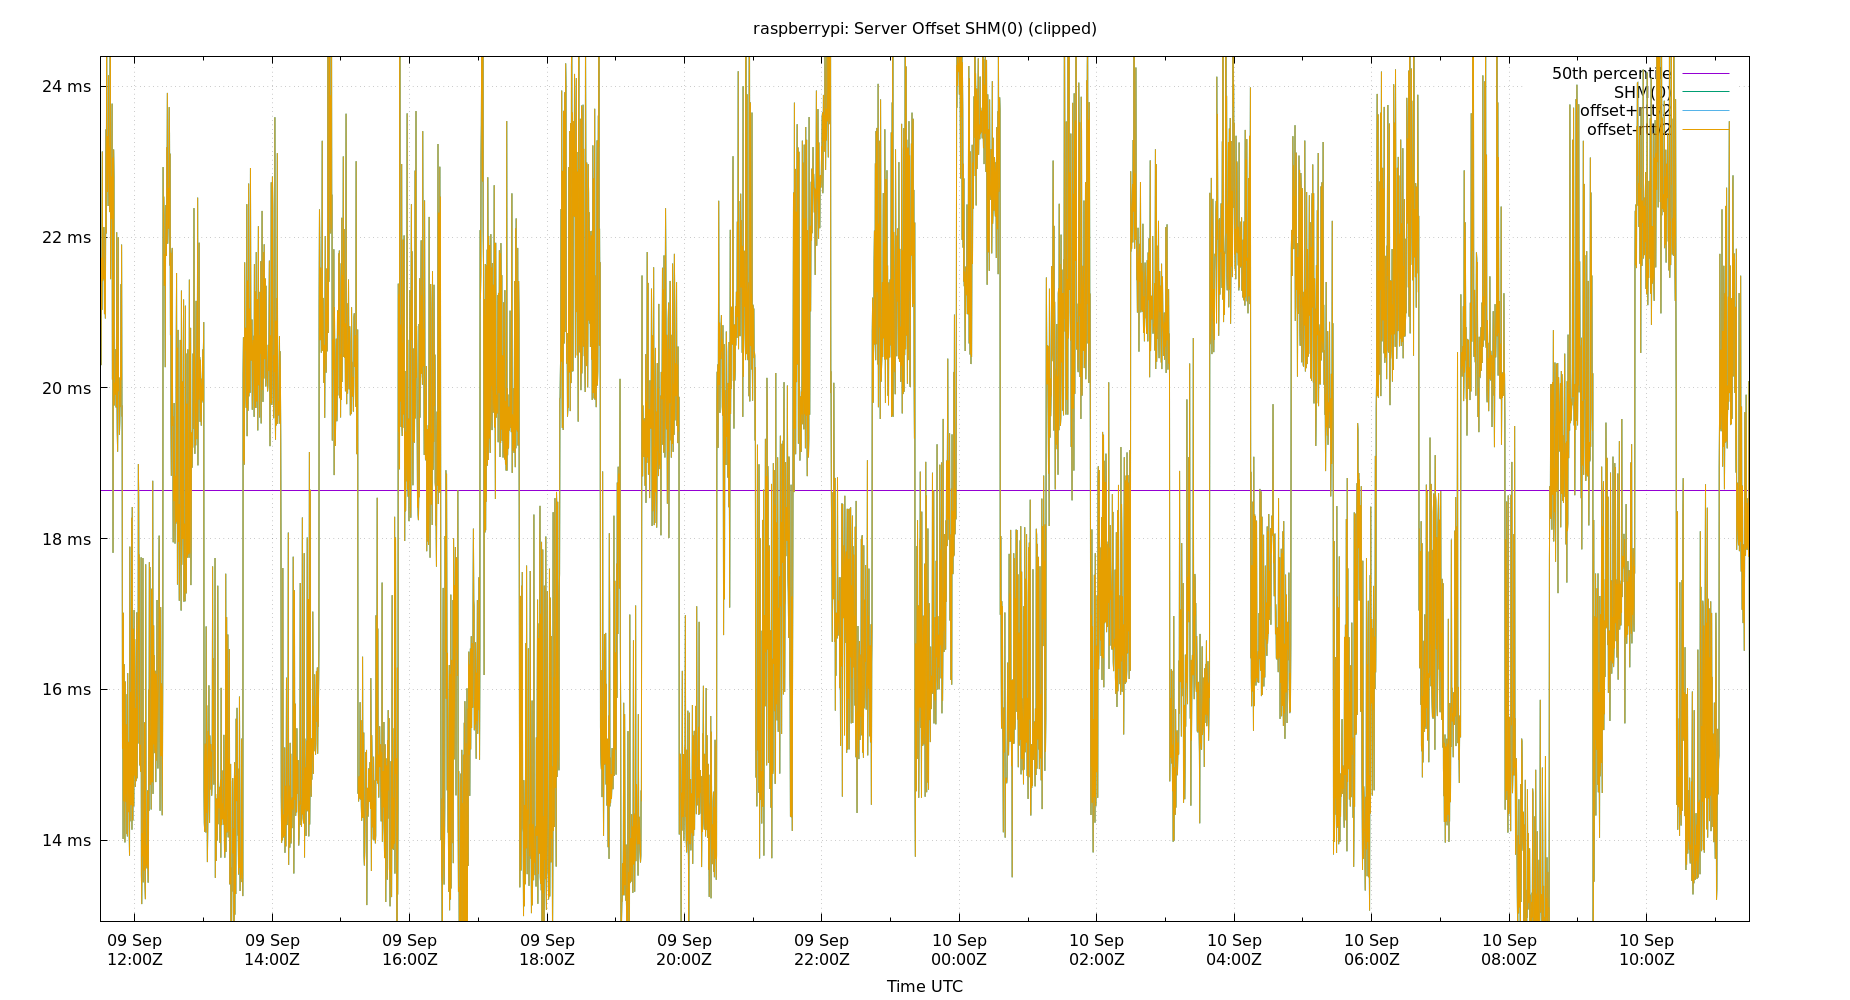 raspberrypi: Server Offset SHM(0) (clipped)
24 ms
22 ms
20 ms
18 ms
16 ms
14 ms
50th percentile
SHM(0)
offset+rtt/2
offset-rtt/2
09 Sep 09 Sep 09 Sep 09 Sep 09 Sep 09 Sep 10 Sep 10 Sep 10 Sep 10 Sep 10 Sep 10 Sep
12:00Z 14:00Z 16:00Z 18:00Z 20:00Z 22:00Z 00:00Z 02:00Z 04:00Z 06:00Z 08:00Z 10:00Z
Time UTC